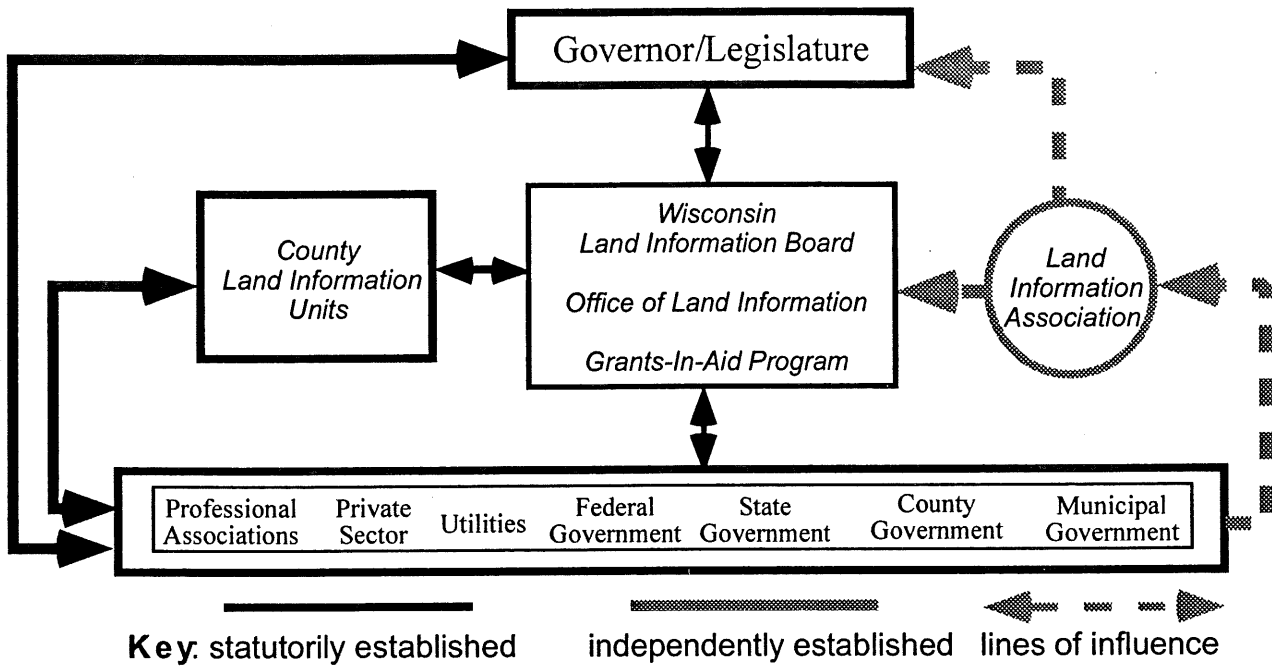 Governor/Legislature
County
Land Information
Units
Wisconsin
Land Information Board
Office of Land Information
Grants-In-Aid Program
Land
Information
Association
Professional
Associations
Private
Sector
Utilities
Federal
Government
State
Government
County
Government
Municipal
Government
Key: statutorily established
independently established
lines of influence